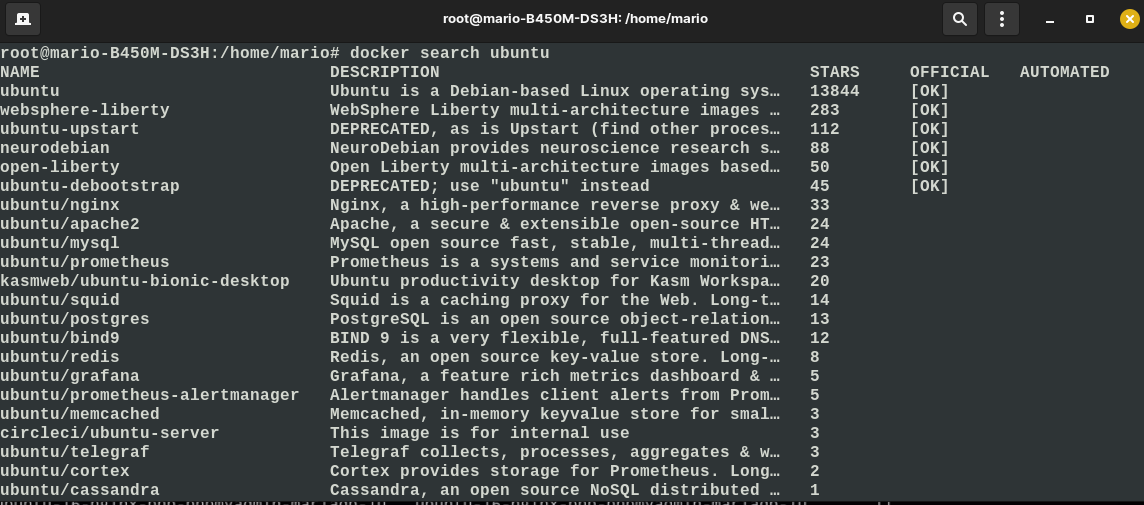 root@mario-B450M-DS3H: /home/mario
root@mario-B450M-DS3H:/home/mario# docker search ubuntu
NAME DESCRIPTION STARS OFFICIAL AUTOMATED
ubuntu Ubuntu is a Debian-based Linux operating sys… 13844 [OK]
websphere-liberty WebSphere Liberty multi-architecture images … 283 [OK]
ubuntu-upstart DEPRECATED, as is Upstart (find other proces… 112 [OK]
neurodebian NeuroDebian provides neuroscience research s… 88 [OK]
open-liberty Open Liberty multi-architecture images based… 50 [OK]
ubuntu-debootstrap DEPRECATED; use "ubuntu" instead 45 [OK]
ubuntu/nginx Nginx, a high-performance reverse proxy & we… 33
ubuntu/apache2 Apache, a secure & extensible open-source HT… 24
ubuntu/mysql MySQL open source fast, stable, multi-thread… 24
ubuntu/prometheus Prometheus is a systems and service monitori… 23
kasmweb/ubuntu-bionic-desktop Ubuntu productivity desktop for Kasm Workspa… 20
ubuntu/squid Squid is a caching proxy for the Web. Long-t… 14
ubuntu/postgres PostgreSQL is an open source object-relation… 13
ubuntu/bind9 BIND 9 is a very flexible, full-featured DNS… 12
ubuntu/redis Redis, an open source key-value store. Long-… 8
ubuntu/grafana Grafana, a feature rich metrics dashboard & … 5
ubuntu/prometheus-alertmanager Alertmanager handles client alerts from Prom… 5
ubuntu/memcached Memcached, in-memory keyvalue store for smal… 3
circleci/ubuntu-server This image is for internal use 3
ubuntu/telegraf Telegraf collects, processes, aggregates & w… 3
ubuntu/cortex Cortex provides storage for Prometheus. Long… 2
ubuntu/cassandra Cassandra, an open source NoSQL distributed … 1